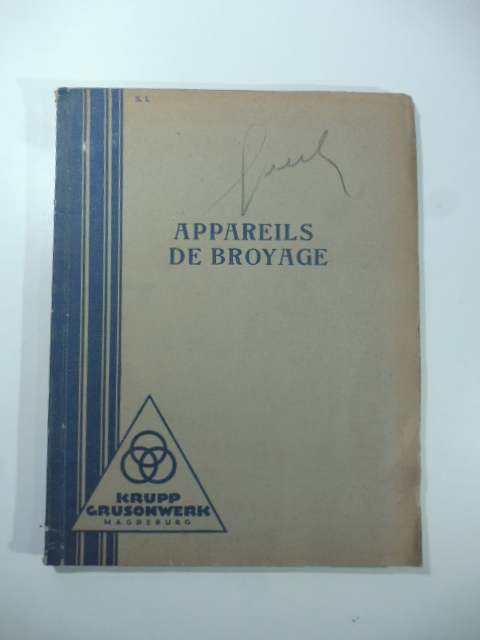 S. I.
APPAREILS
DE BROYAGE
KRUPP
GRUSONWERK
MAGDEBURG